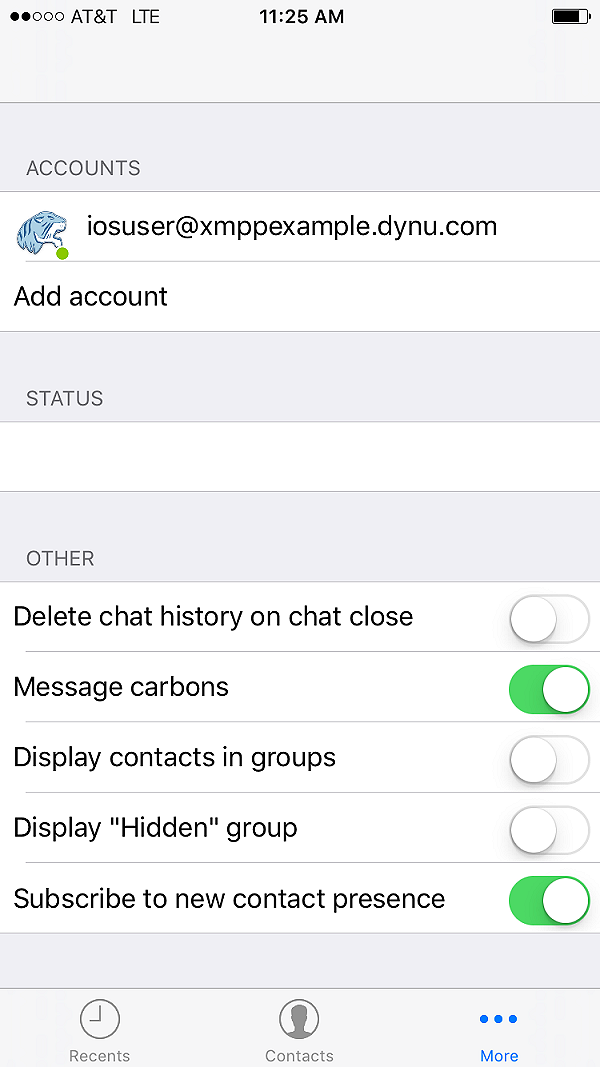 AT&T LTE 11:25 AM
ACCOUNTS
iosuser@xmppexample.dynu.com
Add account
STATUS
OTHER
Delete chat history on chat close
Message carbons
Display contacts in groups
Display "Hidden" group
Subscribe to new contact presence
Recents Contacts More